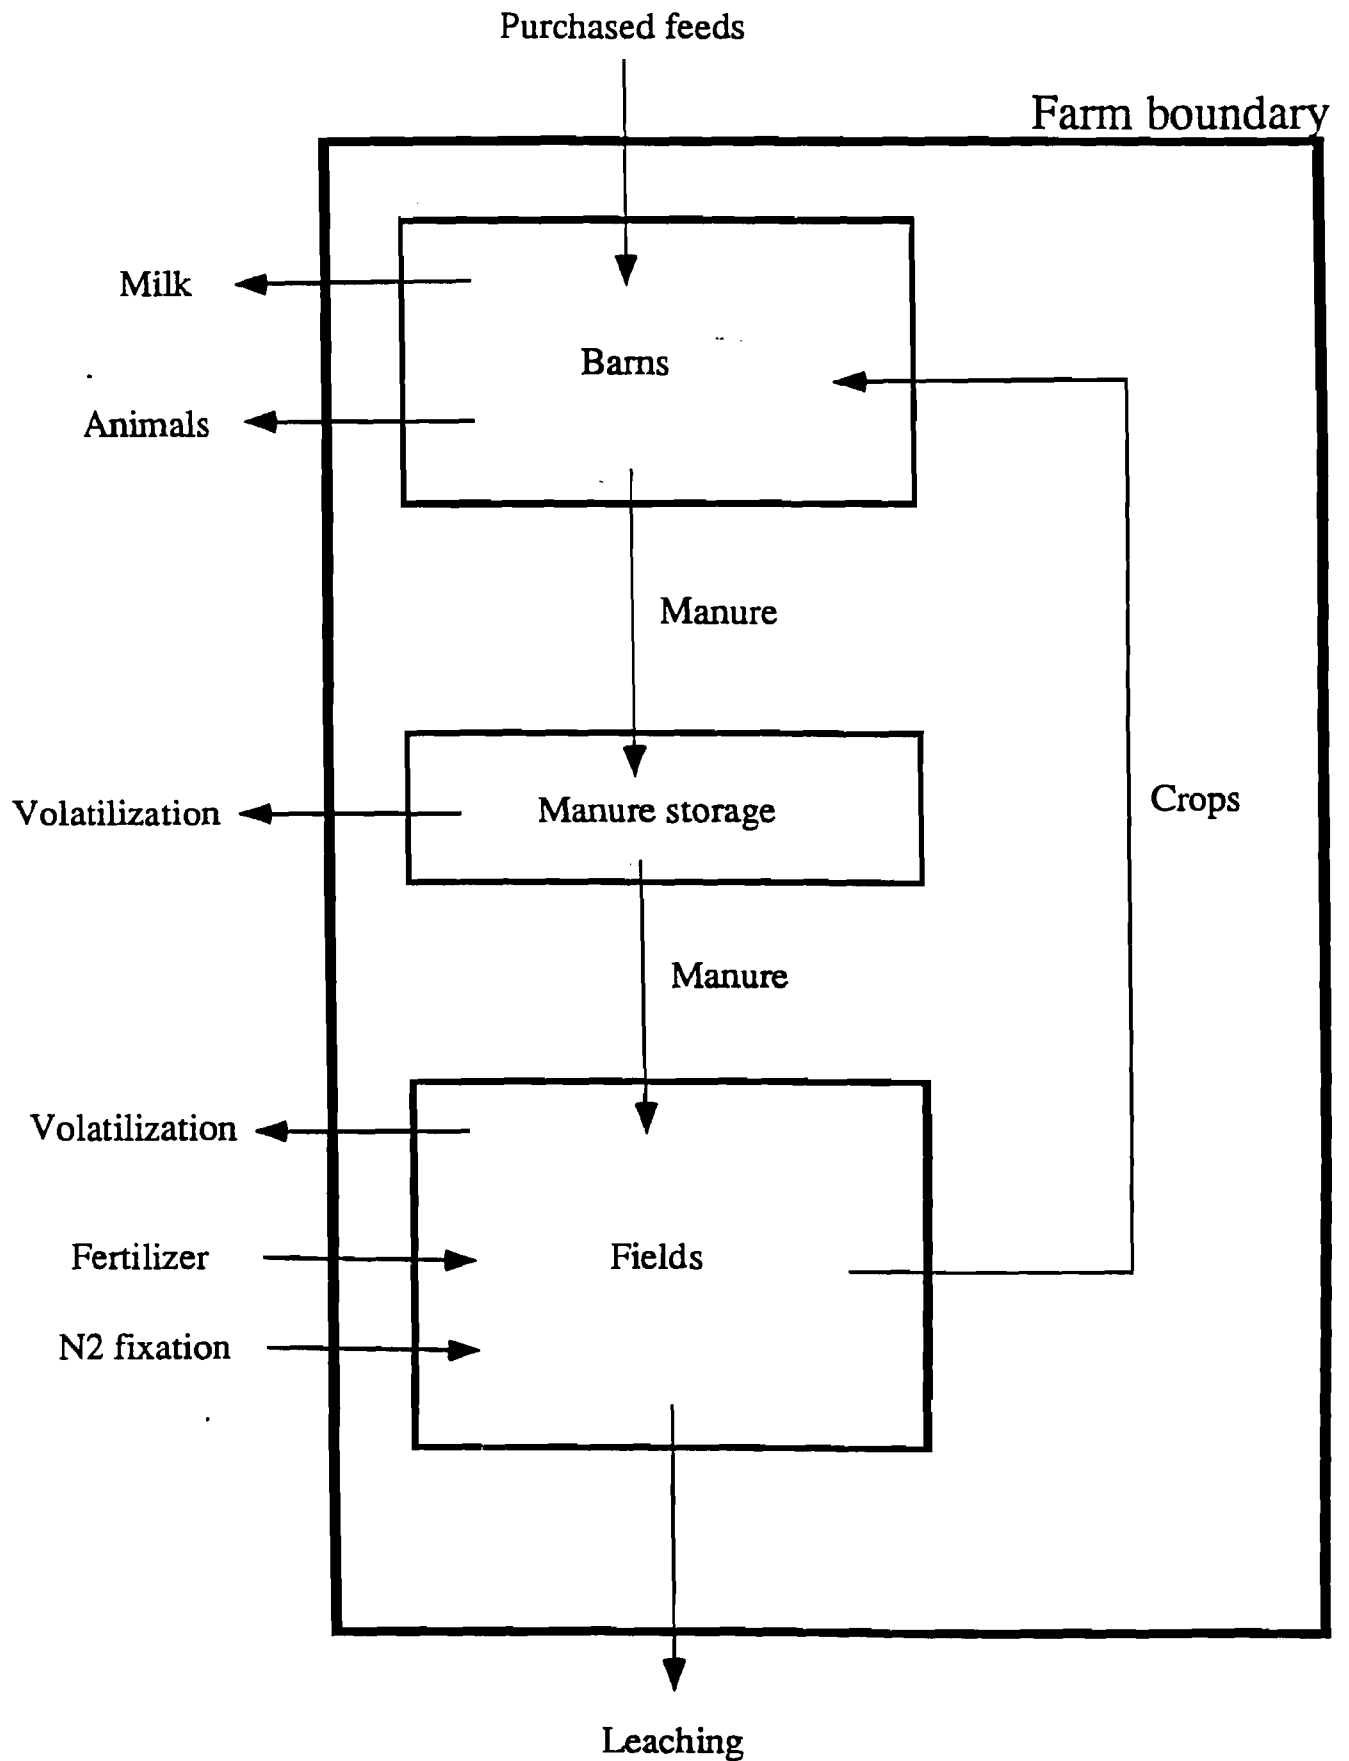 Purchased feeds
Farm boundary
Milk
Barns
Animals
Manure
Volatilization
Manure storage
Crops
Manure
Volatilization
Fertilizer
Fields
N2 fixation
Leaching